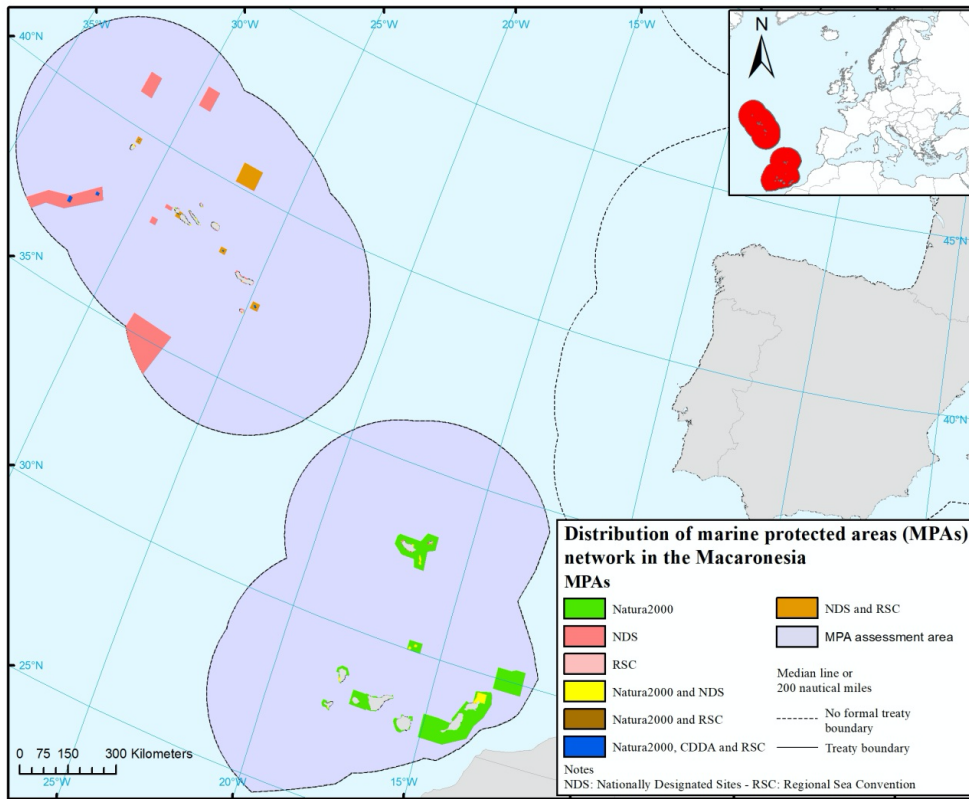 40°N
35°W
30°W
25°W
20°W
15°W
N
45°N
35°N
40°N
30°N
25°N
Distribution of marine protected areas (MPAs)
network in the Macaronesia
MPAs
Natura2000
NDS
RSC
Natura2000 and NDS
Natura2000 and RSC
Natura2000, CDDA and RSC
NDS and RSC
MPA assessment area
Median line or
200 nautical miles
No formal treaty
boundary
Treaty boundary
Notes
NDS: Nationally Designated Sites - RSC: Regional Sea Convention
0 75 150 300 Kilometers
25°W
20°W
15°W